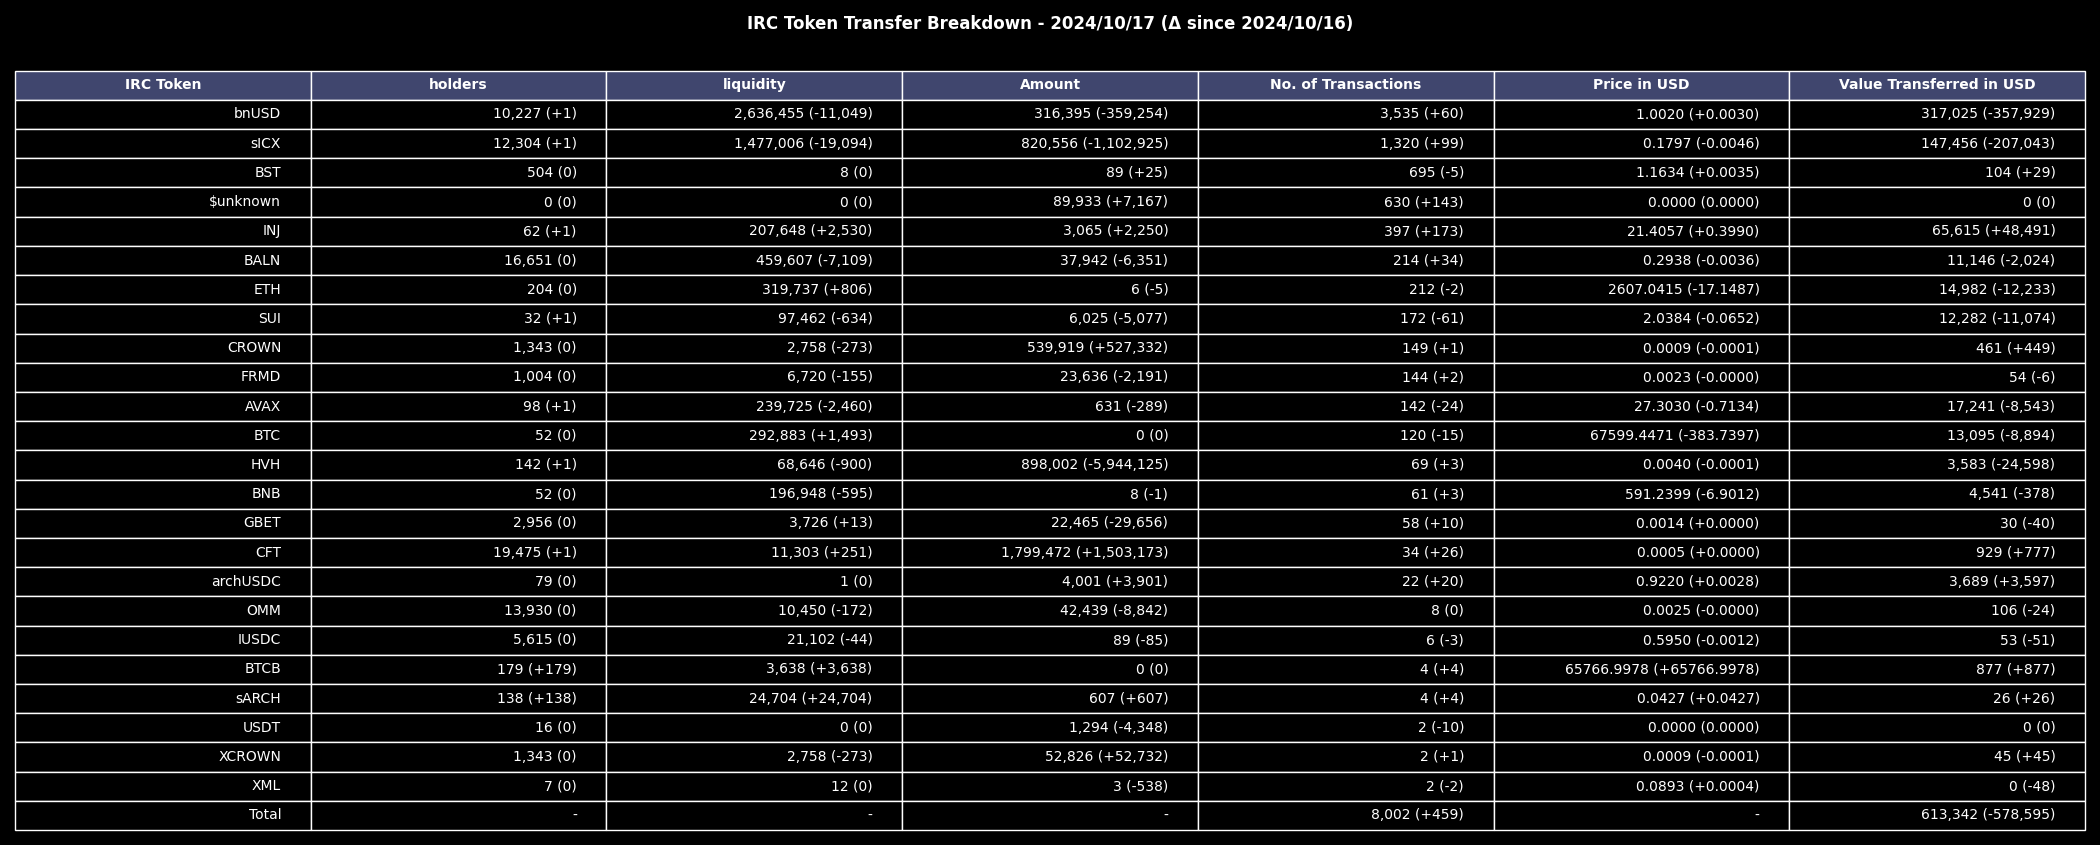 IRC Token Transfer Breakdown - 2024/10/17 (Δ since 2024/10/16)
IRC Token holders liquidity Amount No. of Transactions Price in USD Value Transferred in USD
bnUSD 10,227 (+1) 2,636,455 (-11,049) 316,395 (-359,254) 3,535 (+60) 1.0020 (+0.0030) 317,025 (-357,929)
sICX 12,304 (+1) 1,477,006 (-19,094) 820,556 (-1,102,925) 1,320 (+99) 0.1797 (-0.0046) 147,456 (-207,043)
BST 504 (0) 8 (0) 89 (+25) 695 (-5) 1.1634 (+0.0035) 104 (+29)
$unknown 0 (0) 0 (0) 89,933 (+7,167) 630 (+143) 0.0000 (0.0000) 0 (0)
INJ 62 (+1) 207,648 (+2,530) 3,065 (+2,250) 397 (+173) 21.4057 (+0.3990) 65,615 (+48,491)
BALN 16,651 (0) 459,607 (-7,109) 37,942 (-6,351) 214 (+34) 0.2938 (-0.0036) 11,146 (-2,024)
ETH 204 (0) 319,737 (+806) 6 (-5) 212 (-2) 2607.0415 (-17.1487) 14,982 (-12,233)
SUI 32 (+1) 97,462 (-634) 6,025 (-5,077) 172 (-61) 2.0384 (-0.0652) 12,282 (-11,074)
CROWN 1,343 (0) 2,758 (-273) 539,919 (+527,332) 149 (+1) 0.0009 (-0.0001) 461 (+449)
FRMD 1,004 (0) 6,720 (-155) 23,636 (-2,191) 144 (+2) 0.0023 (-0.0000) 54 (-6)
AVAX 98 (+1) 239,725 (-2,460) 631 (-289) 142 (-24) 27.3030 (-0.7134) 17,241 (-8,543)
BTC 52 (0) 292,883 (+1,493) 0 (0) 120 (-15) 67599.4471 (-383.7397) 13,095 (-8,894)
HVH 142 (+1) 68,646 (-900) 898,002 (-5,944,125) 69 (+3) 0.0040 (-0.0001) 3,583 (-24,598)
BNB 52 (0) 196,948 (-595) 8 (-1) 61 (+3) 591.2399 (-6.9012) 4,541 (-378)
GBET 2,956 (0) 3,726 (+13) 22,465 (-29,656) 58 (+10) 0.0014 (+0.0000) 30 (-40)
CFT 19,475 (+1) 11,303 (+251) 1,799,472 (+1,503,173) 34 (+26) 0.0005 (+0.0000) 929 (+777)
archUSDC 79 (0) 1 (0) 4,001 (+3,901) 22 (+20) 0.9220 (+0.0028) 3,689 (+3,597)
OMM 13,930 (0) 10,450 (-172) 42,439 (-8,842) 8 (0) 0.0025 (-0.0000) 106 (-24)
IUSDC 5,615 (0) 21,102 (-44) 89 (-85) 6 (-3) 0.5950 (-0.0012) 53 (-51)
BTCB 179 (+179) 3,638 (+3,638) 0 (0) 4 (+4) 65766.9978 (+65766.9978) 877 (+877)
sARCH 138 (+138) 24,704 (+24,704) 607 (+607) 4 (+4) 0.0427 (+0.0427) 26 (+26)
USDT 16 (0) 0 (0) 1,294 (-4,348) 2 (-10) 0.0000 (0.0000) 0 (0)
XCROWN 1,343 (0) 2,758 (-273) 52,826 (+52,732) 2 (+1) 0.0009 (-0.0001) 45 (+45)
XML 7 (0) 12 (0) 3 (-538) 2 (-2) 0.0893 (+0.0004) 0 (-48)
Total - - - 8,002 (+459) - 613,342 (-578,595)